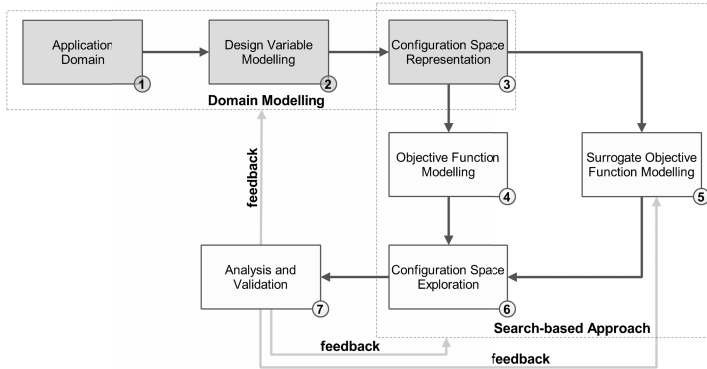 Application
Domain
1
Design Variable
Modelling
2
Configuration Space
Representation
3
Domain Modelling
feedback
Objective Function
Modelling
4
Surrogate Objective
Function Modelling
5
Analysis and
Validation
7
Configuration Space
Exploration
6
Search-based Approach
feedback
feedback